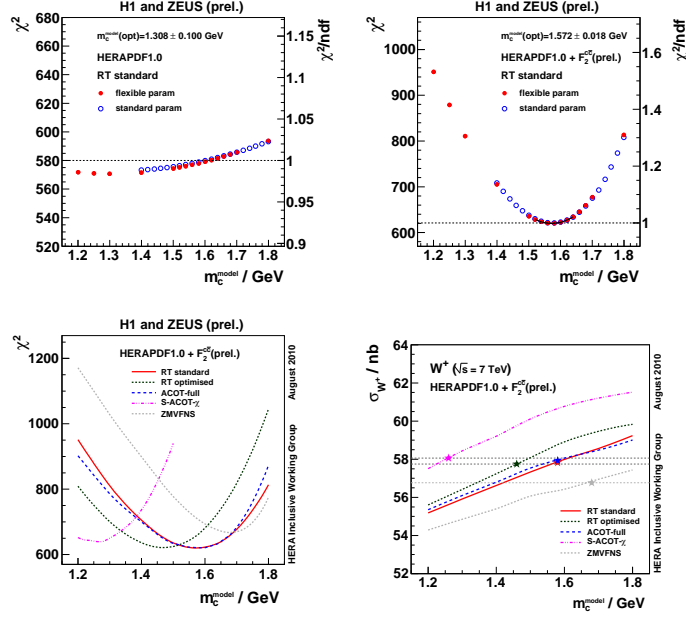 H1 and ZEUS (prel.)
χ²
χ²/ndf
m_c^model(opt)=1.308 ± 0.100 GeV
HERAPDF1.0
RT standard
flexible param
standard param
680
660
640
620
600
580
560
540
520
1.15
1.1
1.05
1
0.95
0.9
1.2 1.3 1.4 1.5 1.6 1.7 1.8
m_c^model / GeV
H1 and ZEUS (prel.)
χ²
χ²/ndf
m_c^model(opt)=1.572 ± 0.018 GeV
HERAPDF1.0 + F₂^cc̄(prel.)
RT standard
flexible param
standard param
1000
900
800
700
600
1.6
1.4
1.2
1
1.2 1.3 1.4 1.5 1.6 1.7 1.8
m_c^model / GeV
H1 and ZEUS (prel.)
χ²
HERAPDF1.0 + F₂^cc̄(prel.)
RT standard
RT optimised
ACOT-full
S-ACOT-χ
ZMVFNS
1200
1000
800
600
1.2 1.4 1.6 1.8
m_c^model / GeV
HERA Inclusive Working Group August 2010
σ_W⁺ / nb
W⁺ (√s = 7 TeV)
HERAPDF1.0 + F₂^cc̄(prel.)
64
62
60
58
56
54
52
RT standard
RT optimised
ACOT-full
S-ACOT-χ
ZMVFNS
1.2 1.4 1.6 1.8
m_c^model / GeV
HERA Inclusive Working Group August 2010